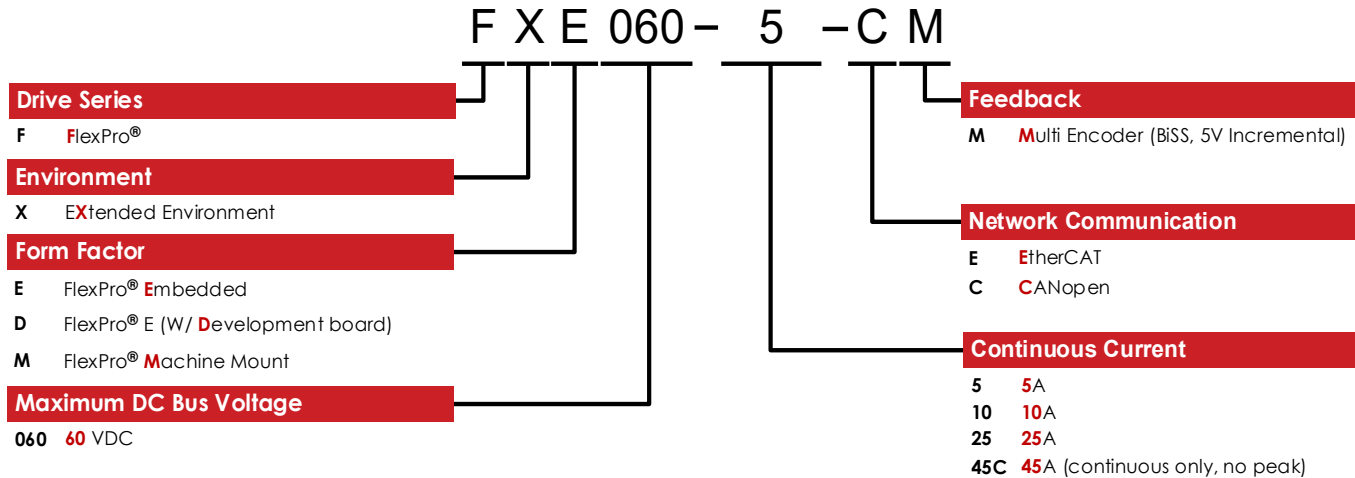 F X E 060 – 5 – C M
Drive Series
F FlexPro®
Environment
X EXtended Environment
Form Factor
E FlexPro® Embedded
D FlexPro® E (W/ Development board)
M FlexPro® Machine Mount
Maximum DC Bus Voltage
060 60 VDC
Feedback
M Multi Encoder (BiSS, 5V Incremental)
Network Communication
E EtherCAT
C CANopen
Continuous Current
5 5A
10 10A
25 25A
45C 45A (continuous only, no peak)